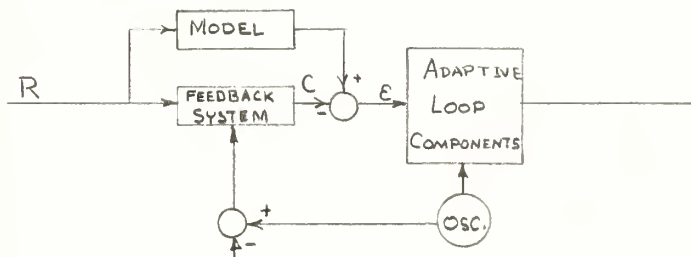 MODEL
R
FEEDBACK
SYSTEM
C
+
-
ε
ADAPTIVE
LOOP
COMPONENTS
+
-
OSC.